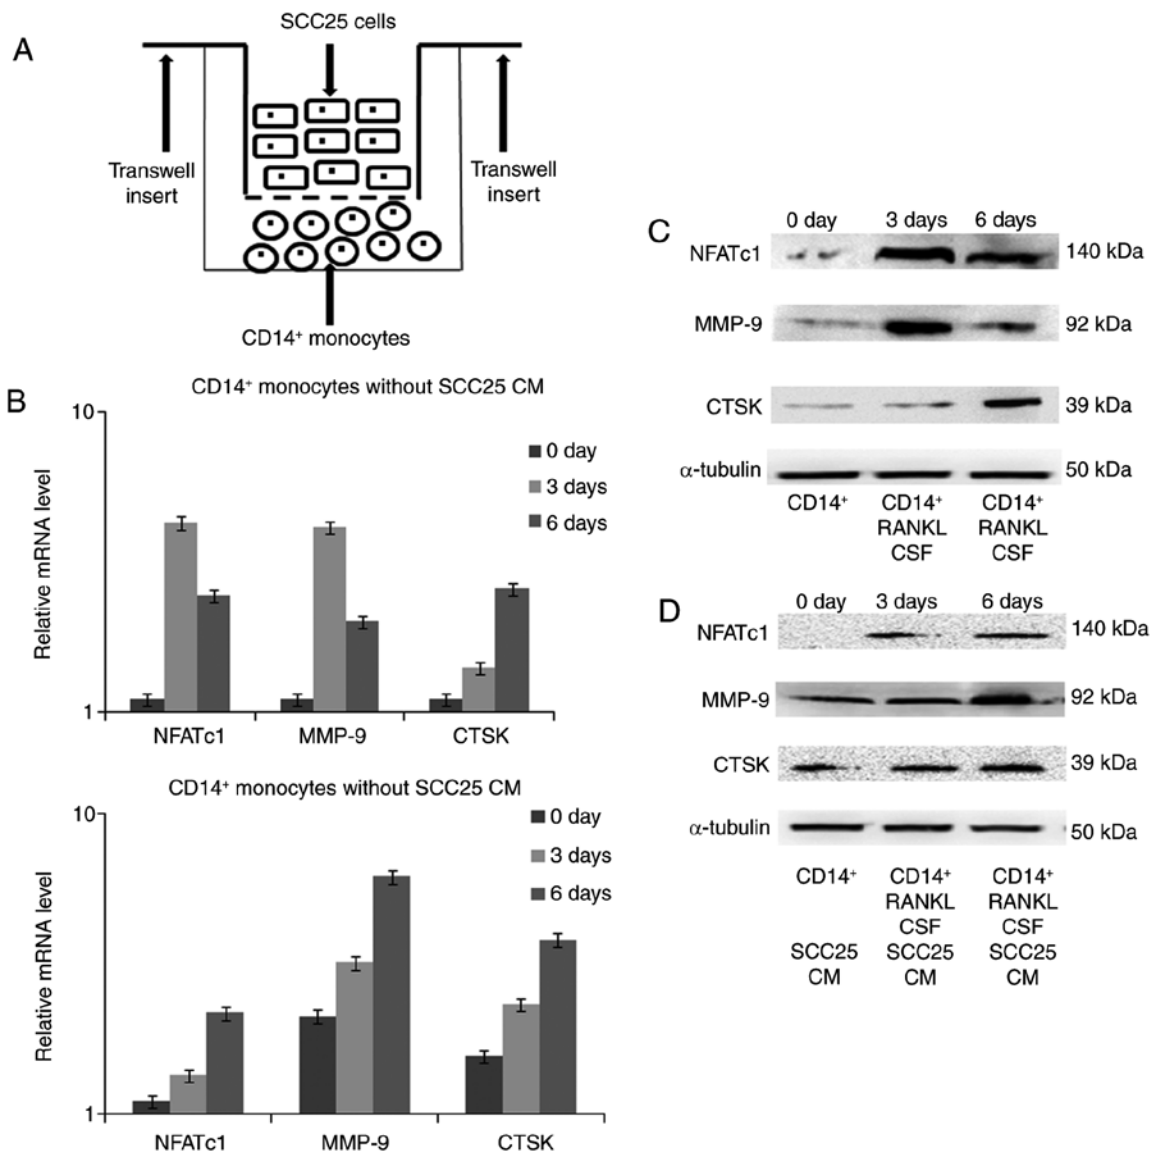 A
SCC25 cells
Transwell
insert
Transwell
insert
CD14⁺ monocytes
B
CD14⁺ monocytes without SCC25 CM
10
Relative mRNA level
1
0 day
3 days
6 days
NFATc1
MMP-9
CTSK
CD14⁺ monocytes without SCC25 CM
10
Relative mRNA level
1
0 day
3 days
6 days
NFATc1
MMP-9
CTSK
C
0 day 3 days 6 days
NFATc1 140 kDa
MMP-9 92 kDa
CTSK 39 kDa
α-tubulin 50 kDa
CD14⁺ CD14⁺ CD14⁺
RANKL RANKL
CSF CSF
D
0 day 3 days 6 days
NFATc1 140 kDa
MMP-9 92 kDa
CTSK 39 kDa
α-tubulin 50 kDa
CD14⁺ CD14⁺ CD14⁺
RANKL RANKL
CSF CSF
SCC25 SCC25 SCC25
CM CM CM